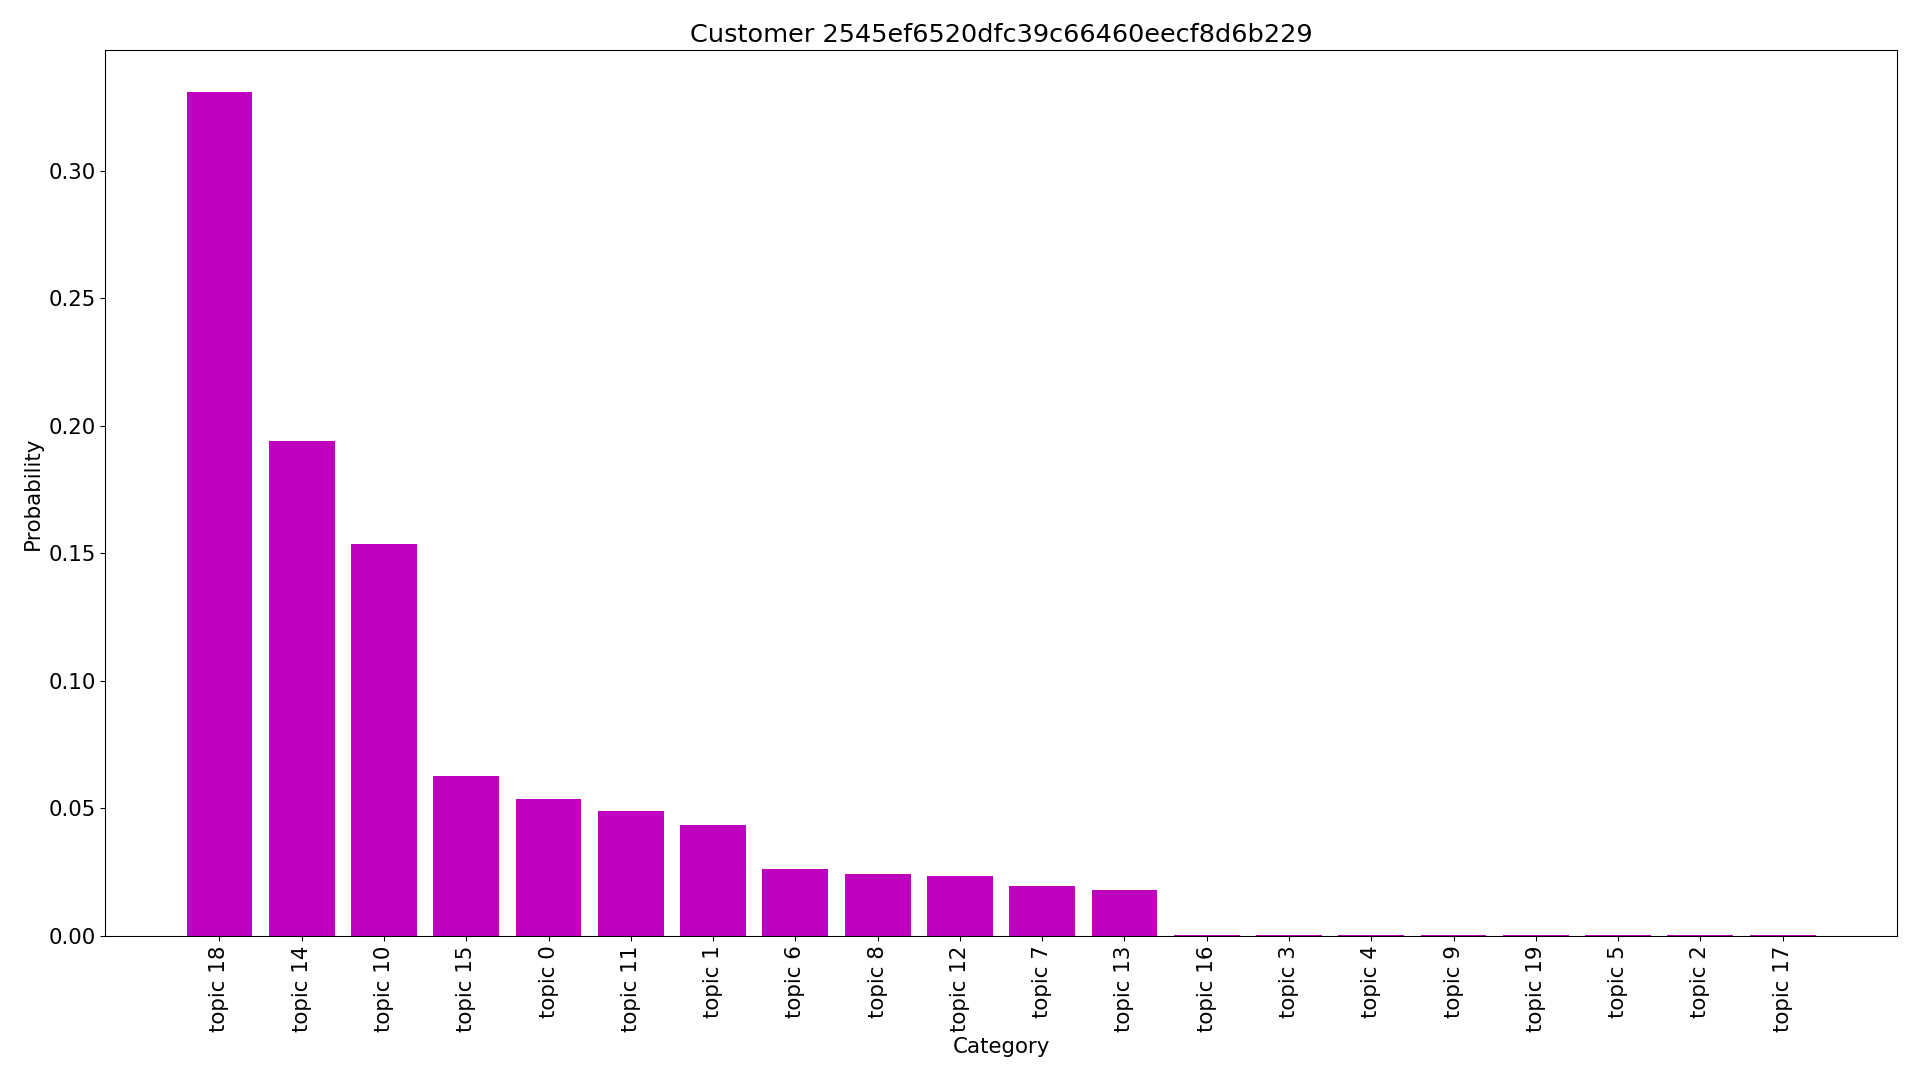 Customer 2545ef6520dfc39c66460eecf8d6b229
Probability
0.30
0.25
0.20
0.15
0.10
0.05
0.00
topic 18
topic 14
topic 10
topic 15
topic 0
topic 11
topic 1
topic 6
topic 8
topic 12
topic 7
topic 13
topic 16
topic 3
topic 4
topic 9
topic 19
topic 5
topic 2
topic 17
Category